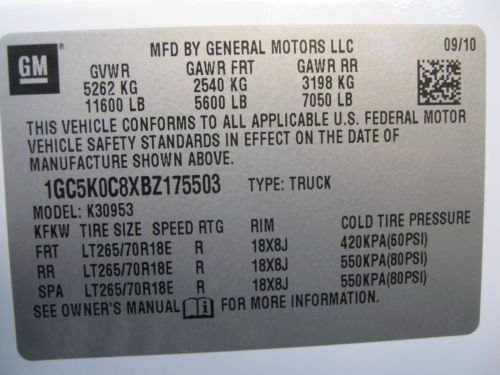 GM
MFD BY GENERAL MOTORS LLC 09/10
GVWR GAWR FRT GAWR RR
5262 KG 2540 KG 3198 KG
11600 LB 5600 LB 7050 LB
THIS VEHICLE CONFORMS TO ALL APPLICABLE U.S. FEDERAL MOTOR
VEHICLE SAFETY STANDARDS IN EFFECT ON THE DATE OF
MANUFACTURE SHOWN ABOVE.
1GC5K0C8XBZ175503 TYPE: TRUCK
MODEL: K30953
KFKW TIRE SIZE SPEED RTG RIM COLD TIRE PRESSURE
FRT LT265/70R18E R 18X8J 420KPA(60PSI)
RR LT265/70R18E R 18X8J 550KPA(80PSI)
SPA LT265/70R18E R 18X8J 550KPA(80PSI)
SEE OWNER'S MANUAL FOR MORE INFORMATION.